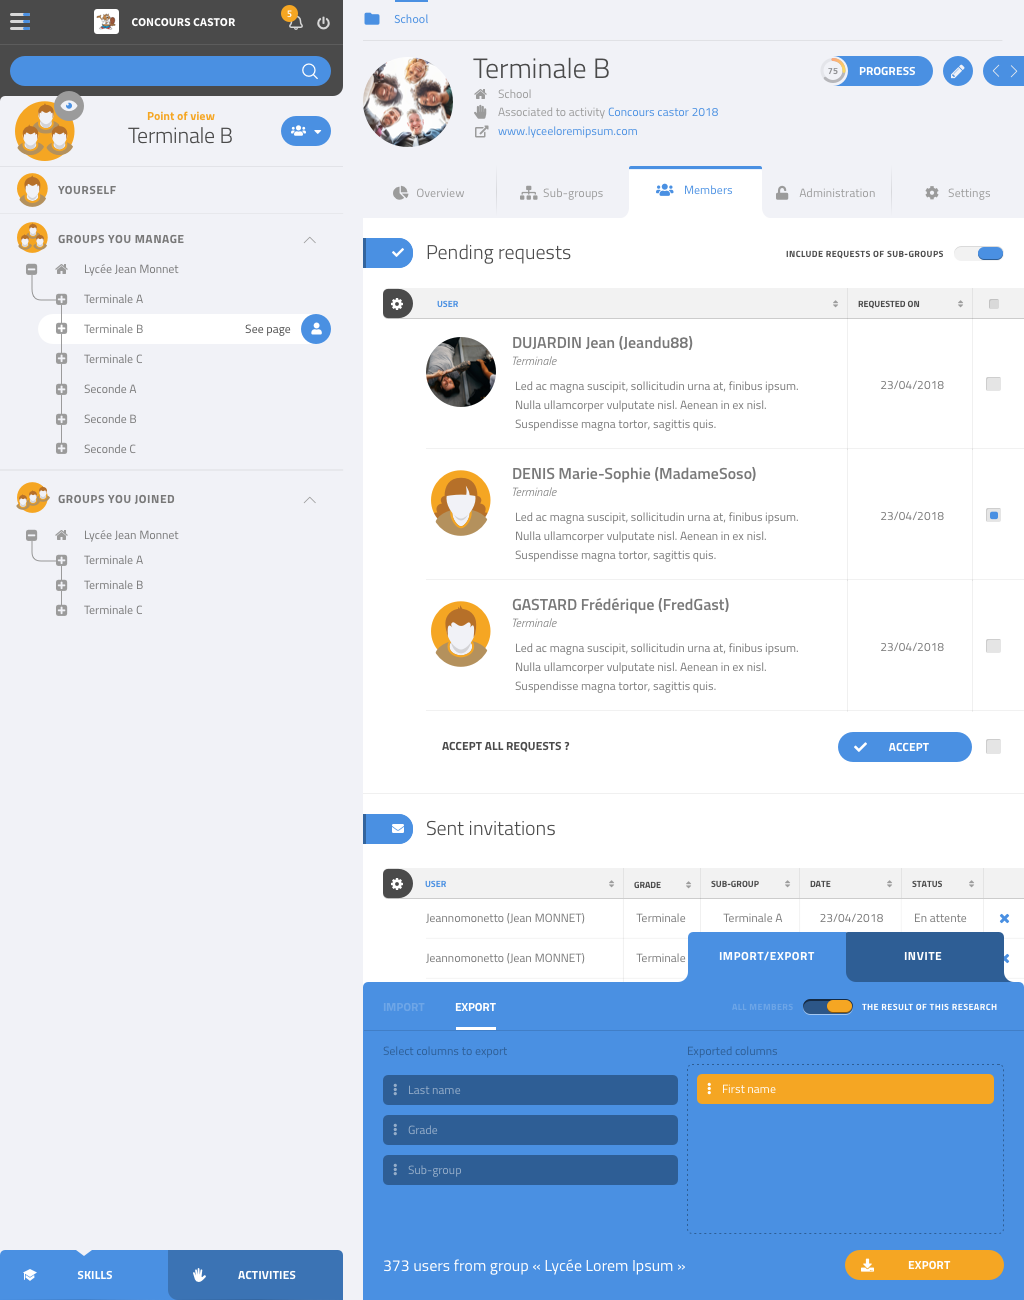 CONCOURS CASTOR
5
Point of view
Terminale B
YOURSELF
GROUPS YOU MANAGE
Lycée Jean Monnet
Terminale A
Terminale B
See page
Terminale C
Seconde A
Seconde B
Seconde C
GROUPS YOU JOINED
Lycée Jean Monnet
Terminale A
Terminale B
Terminale C
SKILLS
ACTIVITIES
School
Terminale B
School
Associated to activity Concours castor 2018
www.lyceeloremipsum.com
75
PROGRESS
Overview
Sub-groups
Members
Administration
Settings
Pending requests
INCLUDE REQUESTS OF SUB-GROUPS
USER
REQUESTED ON
DUJARDIN Jean (Jeandu88)
Terminale
Led ac magna suscipit, sollicitudin urna at, finibus ipsum.
Nulla ullamcorper vulputate nisl. Aenean in ex nisl.
Suspendisse magna tortor, sagittis quis.
23/04/2018
DENIS Marie-Sophie (MadameSoso)
Terminale
Led ac magna suscipit, sollicitudin urna at, finibus ipsum.
Nulla ullamcorper vulputate nisl. Aenean in ex nisl.
Suspendisse magna tortor, sagittis quis.
23/04/2018
GASTARD Frédérique (FredGast)
Terminale
Led ac magna suscipit, sollicitudin urna at, finibus ipsum.
Nulla ullamcorper vulputate nisl. Aenean in ex nisl.
Suspendisse magna tortor, sagittis quis.
23/04/2018
ACCEPT ALL REQUESTS ?
ACCEPT
Sent invitations
USER
GRADE
SUB-GROUP
DATE
STATUS
Jeannomonetto (Jean MONNET)
Terminale
Terminale A
23/04/2018
En attente
Jeannomonetto (Jean MONNET)
Terminale
IMPORT/EXPORT
INVITE
IMPORT
EXPORT
ALL MEMBERS
THE RESULT OF THIS RESEARCH
Select columns to export
Exported columns
Last name
Grade
Sub-group
First name
373 users from group « Lycée Lorem Ipsum »
EXPORT